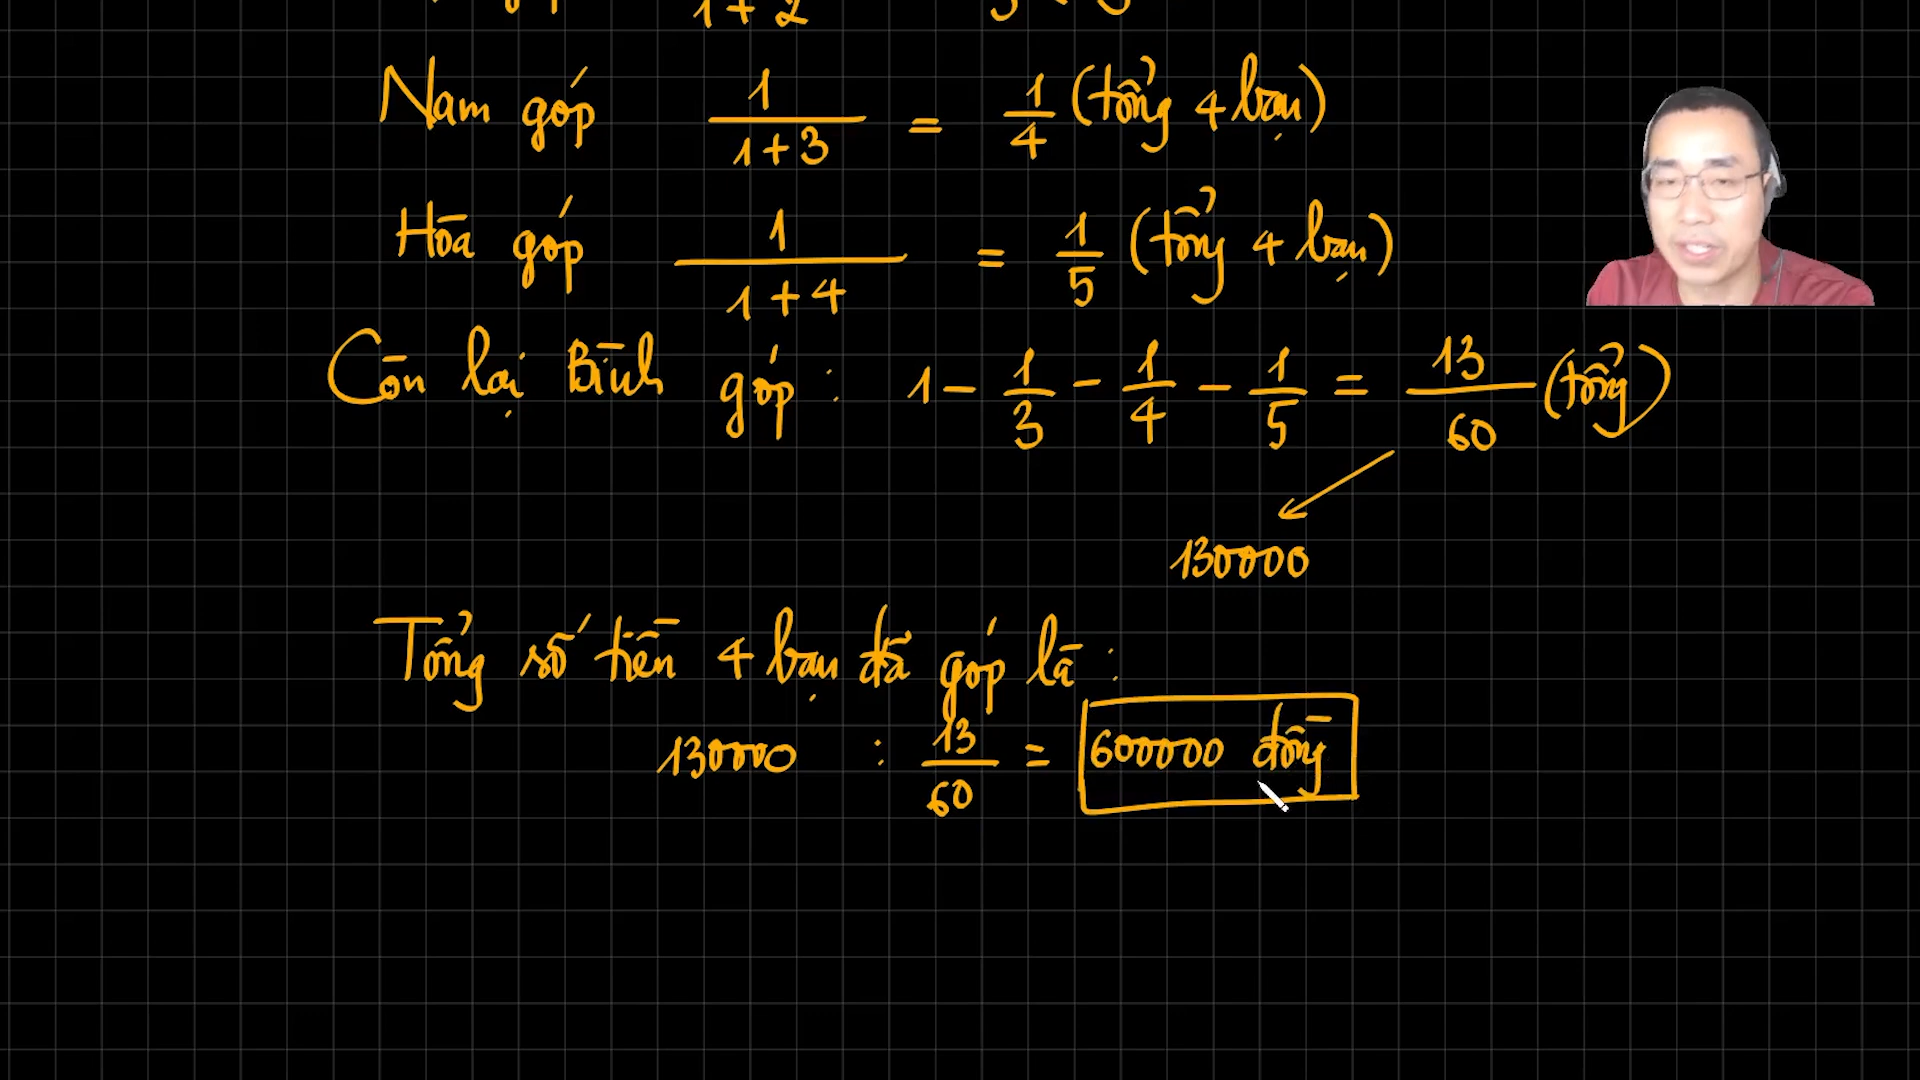 1+2
Nam góp 1/(1+3) = 1/4 (tổng 4 bạn)
Hòa góp 1/(1+4) = 1/5 (tổng 4 bạn)
Còn lại Bình góp : 1 - 1/3 - 1/4 - 1/5 = 13/60 (tổng)
130000
Tổng số tiền 4 bạn đã góp là :
130000 : 13/60 = 600000 đồng